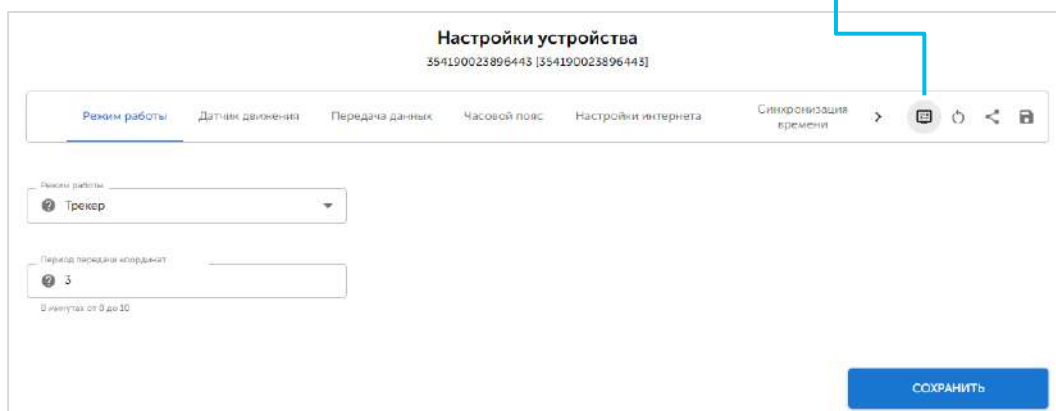 Настройки устройства
354190023896443 [354190023896443]
Режим работы
Датчик движения
Передача данных
Часовой пояс
Настройки интернета
Синхронизация
времени
Режим работы
Трекер
Период передачи координат
3
В минутах от 0 до 10
СОХРАНИТЬ